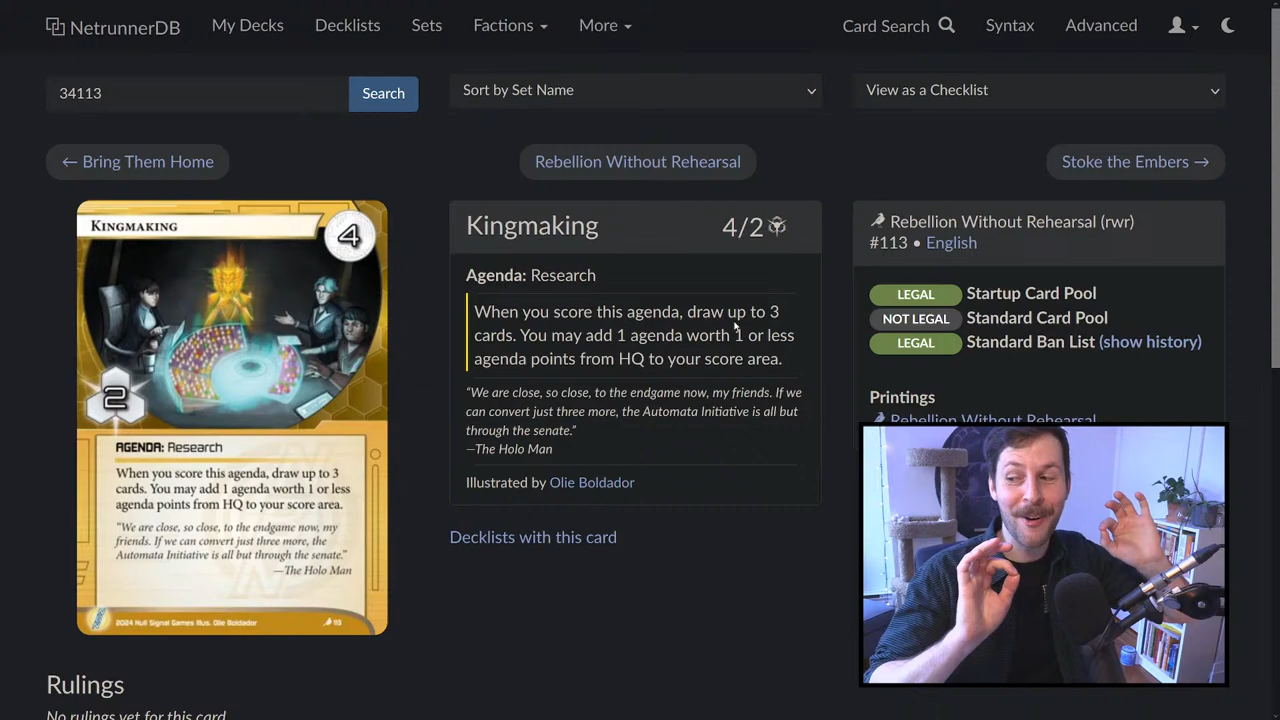 NetrunnerDB My Decks Decklists Sets Factions More Card Search Syntax Advanced
34113 Search Sort by Set Name View as a Checklist
← Bring Them Home Rebellion Without Rehearsal Stoke the Embers →
KINGMAKING
4
2
AGENDA: Research
When you score this agenda, draw up to 3
cards. You may add 1 agenda worth 1 or less
agenda points from HQ to your score area.
“We are close, so close, to the endgame now, my
friends. If we can convert just three more, the
Automata Initiative is all but through the senate.”
—The Holo Man
2024 Null Signal Games Illus. Olie Boldador
113
Kingmaking 4/2
Agenda: Research
When you score this agenda, draw up to 3
cards. You may add 1 agenda worth 1 or less
agenda points from HQ to your score area.
“We are close, so close, to the endgame now, my friends. If we
can convert just three more, the Automata Initiative is all but
through the senate.”
—The Holo Man
Illustrated by Olie Boldador
Decklists with this card
Rebellion Without Rehearsal (rwr)
#113 • English
LEGAL Startup Card Pool
NOT LEGAL Standard Card Pool
LEGAL Standard Ban List (show history)
Printings
Rebellion Without Rehearsal
Rulings
No rulings yet for this card